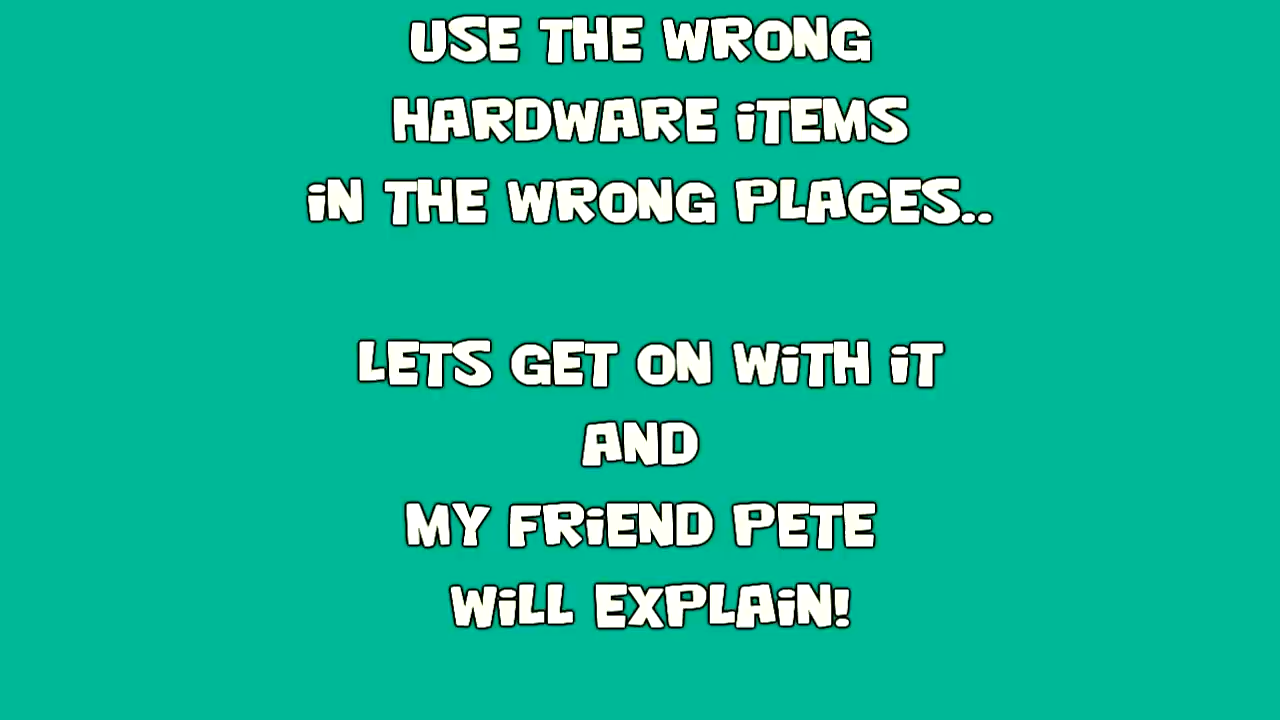 USE THE WRONG
HARDWARE iTEMS
iN THE WRONG PLACES..
LETS GET ON WiTH iT
AND
MY FRiEND PETE
WiLL EXPLAiN!